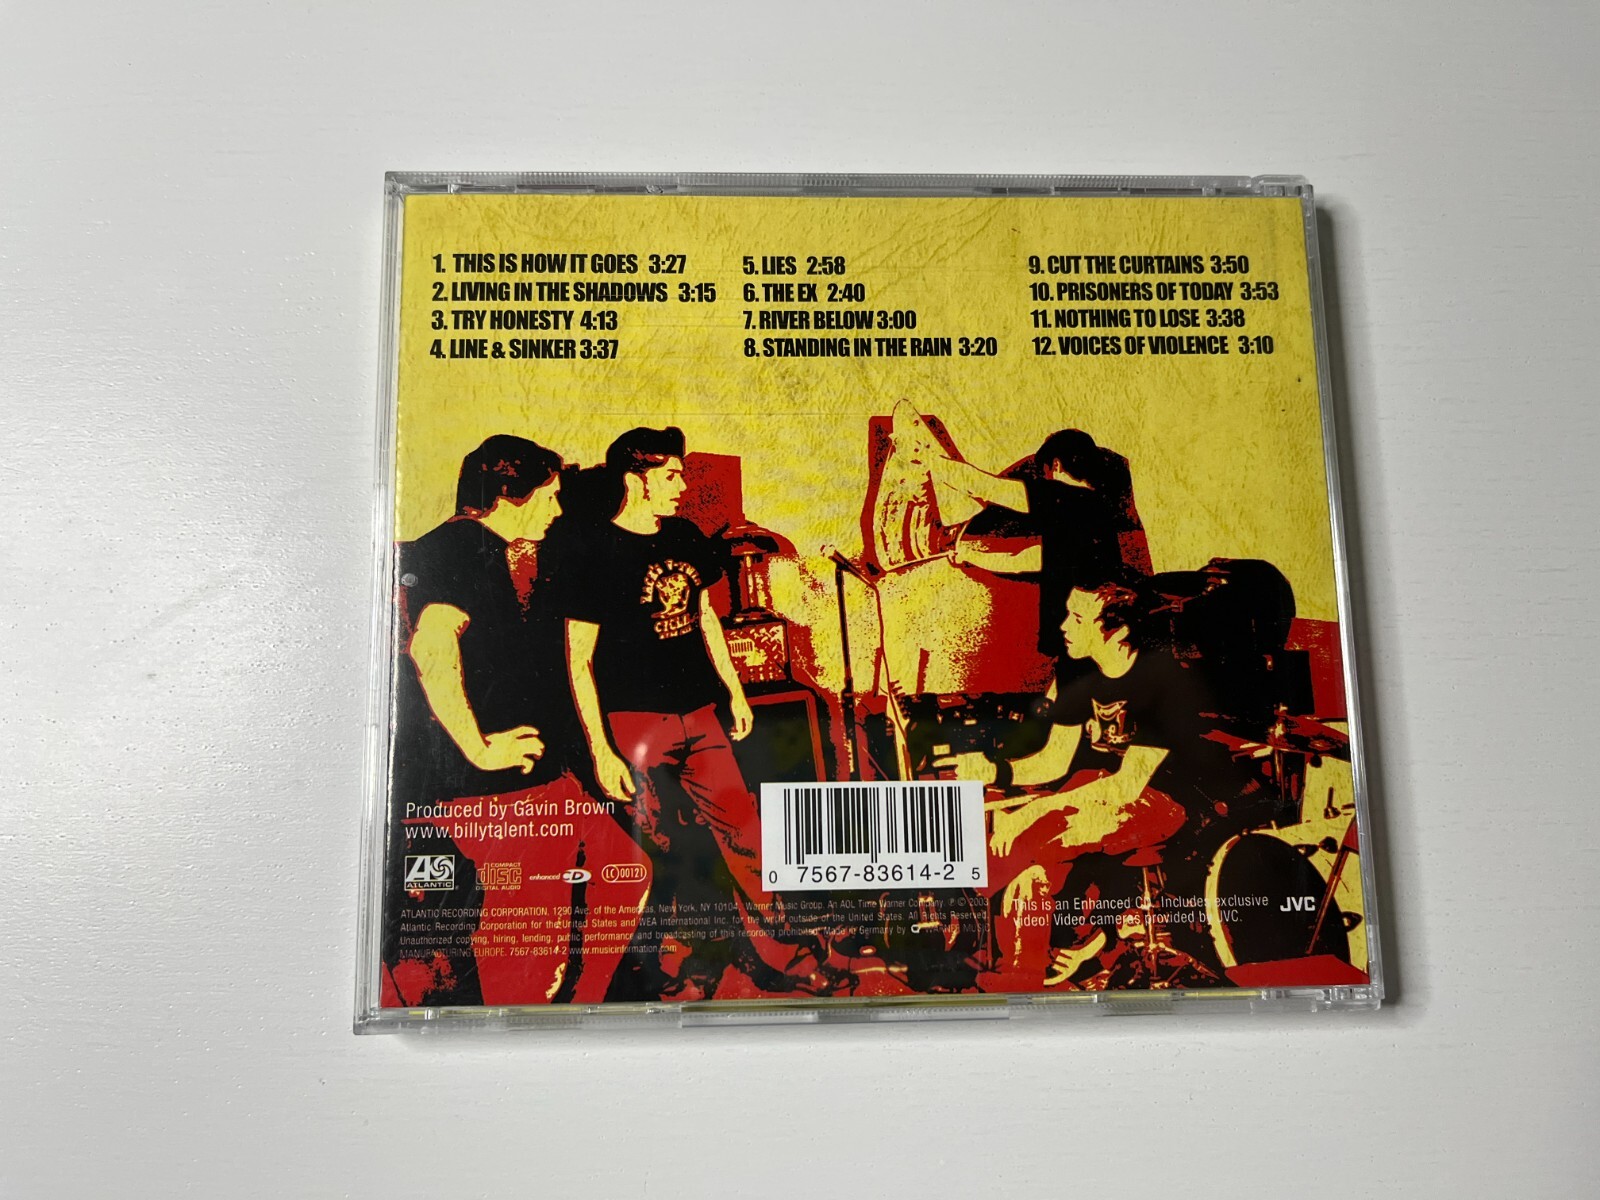 1. THIS IS HOW IT GOES 3:27
2. LIVING IN THE SHADOWS 3:15
3. TRY HONESTY 4:13
4. LINE & SINKER 3:37
5. LIES 2:58
6. THE EX 2:40
7. RIVER BELOW 3:00
8. STANDING IN THE RAIN 3:20
9. CUT THE CURTAINS 3:50
10. PRISONERS OF TODAY 3:53
11. NOTHING TO LOSE 3:38
12. VOICES OF VIOLENCE 3:10
CYCLE
Produced by Gavin Brown
www.billytalent.com
ATLANTIC
COMPACT
disc
DIGITAL AUDIO
enhanced CD
LC 00121
0 7567-83614-2 5
ATLANTIC RECORDING CORPORATION, 1290 Ave. of the Americas, New York, NY 10104. Warner Music Group. An AOL Time Warner Company. ℗ © 2003
Atlantic Recording Corporation for the United States and WEA International Inc. for the world outside of the United States. All Rights Reserved.
Unauthorized copying, hiring, lending, public performance and broadcasting of this recording prohibited. Made in Germany by WARNER MUSIC
MANUFACTURING EUROPE. 7567-83614-2 www.musicinformation.com
This is an Enhanced CD. Includes exclusive
video! Video cameras provided by JVC.
JVC